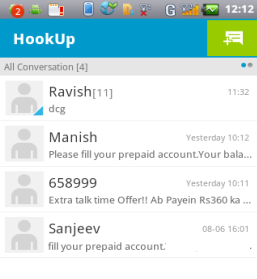 2 G 12:12
HookUp
All Conversation [4]
Ravish[11] 11:32
dcg
Manish Yesterday 10:12
Please fill your prepaid account.Your bala...
658999 Yesterday 10:11
Extra talk time Offer!! Ab Payein Rs360 ka ...
Sanjeev 08-06 16:01
fill your prepaid account.